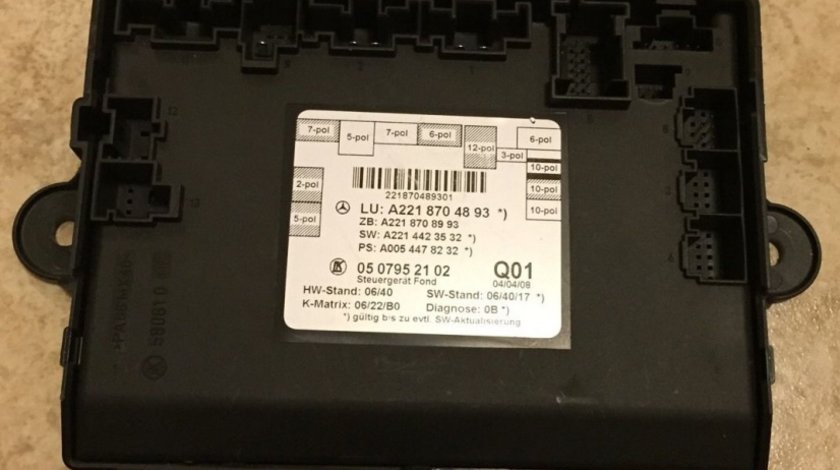 7-pol
5-pol
7-pol
6-pol
12-pol
3-pol
6-pol
10-pol
10-pol
10-pol
2-pol
5-pol
221870489301
LU: A221 870 48 93 *)
ZB: A221 870 89 93
SW: A221 442 35 32 *)
PS: A005 447 82 32 *)
05 0795 21 02 Q01
Steuergerät Fond 04/04/08
HW-Stand: 06/40 SW-Stand: 06/40/17 *)
K-Matrix: 06/22/B0 Diagnose: 0B *)
*) gültig bis zu evtl. SW-Aktualisierung
12
13